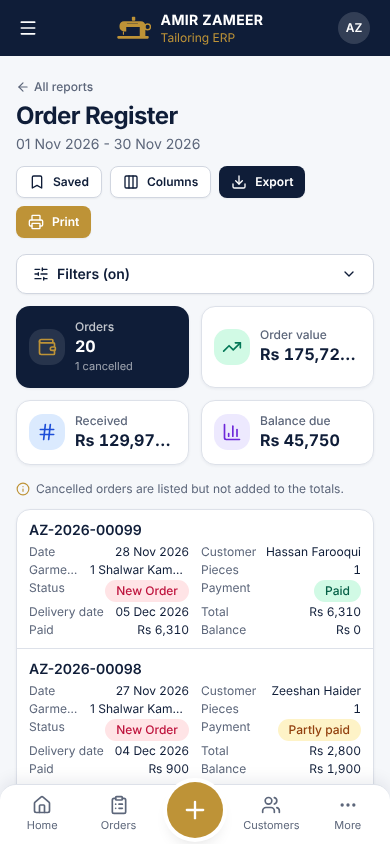 AMIR ZAMEER
Tailoring ERP
AZ
All reports
Order Register
01 Nov 2026 - 30 Nov 2026
Saved
Columns
Export
Print
Filters (on)
Orders
20
1 cancelled
Order value
Rs 175,72...
Received
Rs 129,97...
Balance due
Rs 45,750
Cancelled orders are listed but not added to the totals.
AZ-2026-00099
Date 28 Nov 2026 Customer Hassan Farooqui
Garme... 1 Shalwar Kam... Pieces 1
Status New Order Payment Paid
Delivery date 05 Dec 2026 Total Rs 6,310
Paid Rs 6,310 Balance Rs 0
AZ-2026-00098
Date 27 Nov 2026 Customer Zeeshan Haider
Garme... 1 Shalwar Kam... Pieces 1
Status New Order Payment Partly paid
Delivery date 04 Dec 2026 Total Rs 2,800
Paid Rs 900 Balance Rs 1,900
Home
Orders
Customers
More